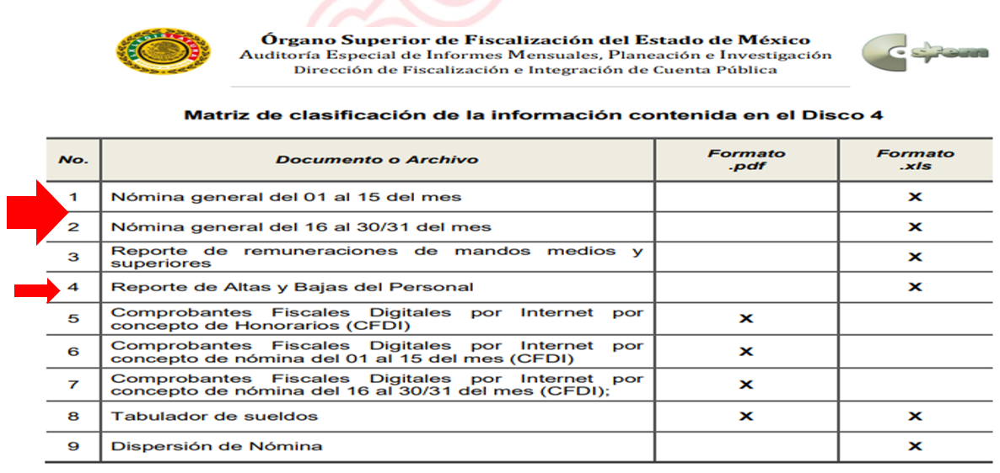 Órgano Superior de Fiscalización del Estado de México
Auditoría Especial de Informes Mensuales, Planeación e Investigación
Dirección de Fiscalización e Integración de Cuenta Pública
osfem
Matriz de clasificación de la información contenida en el Disco 4
No. Documento o Archivo Formato .pdf Formato .xls
1 Nómina general del 01 al 15 del mes x
2 Nómina general del 16 al 30/31 del mes x
3 Reporte de remuneraciones de mandos medios y
superiores x
4 Reporte de Altas y Bajas del Personal x
5 Comprobantes Fiscales Digitales por Internet por
concepto de Honorarios (CFDI) x
6 Comprobantes Fiscales Digitales por Internet por
concepto de nómina del 01 al 15 del mes (CFDI) x
7 Comprobantes Fiscales Digitales por Internet por
concepto de nómina del 16 al 30/31 del mes (CFDI); x
8 Tabulador de sueldos x x
9 Dispersión de Nómina x